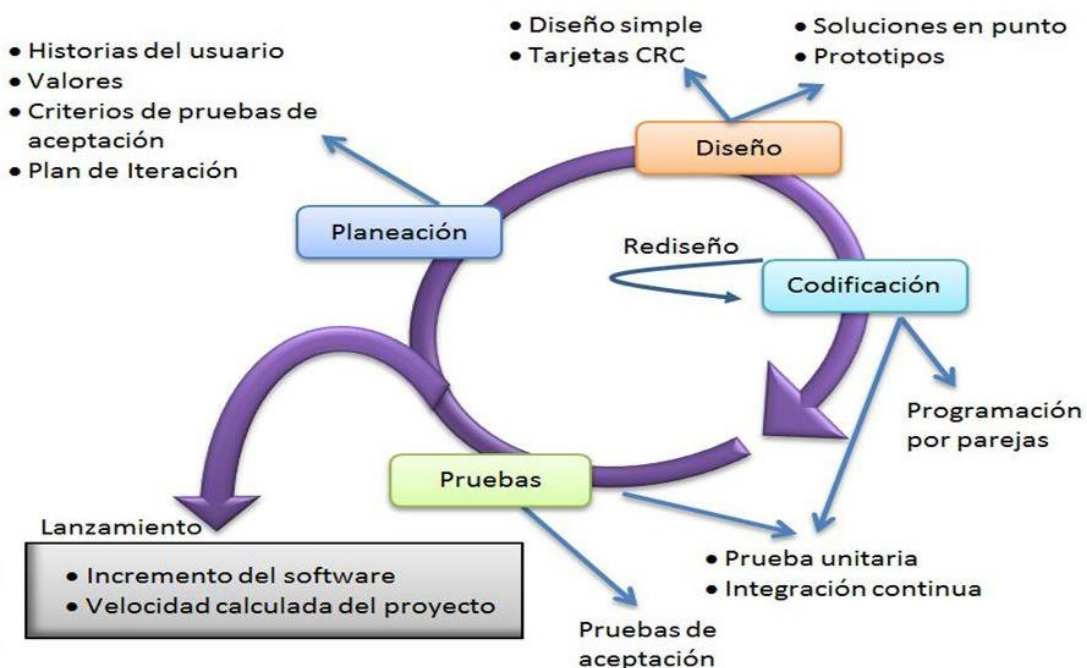 • Historias del usuario
• Valores
• Criterios de pruebas de
aceptación
• Plan de Iteración
• Diseño simple
• Tarjetas CRC
• Soluciones en punto
• Prototipos
Diseño
Planeación
Rediseño
Codificación
Programación
por parejas
Pruebas
Lanzamiento
• Incremento del software
• Velocidad calculada del proyecto
• Prueba unitaria
• Integración continua
Pruebas de
aceptación